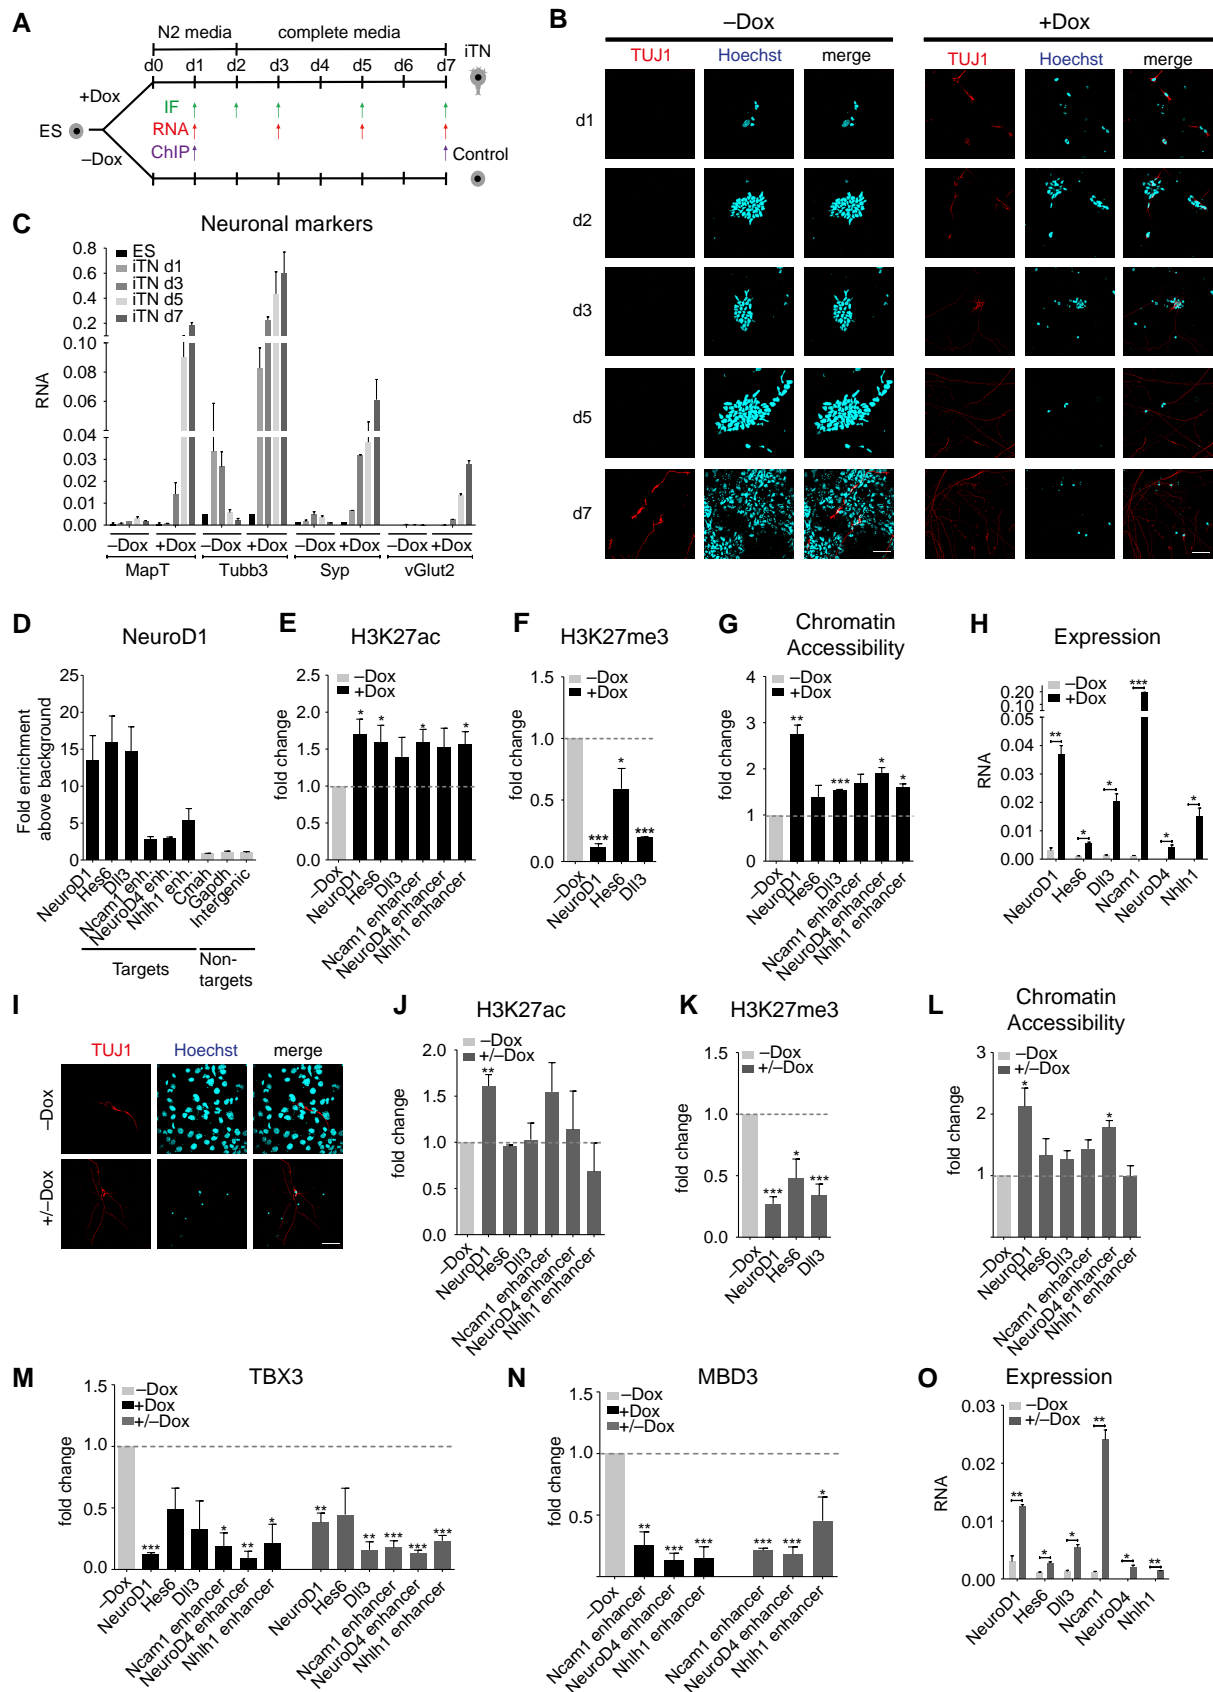 A
N2 media
complete media
iTN
d0 d1 d2 d3 d4 d5 d6 d7
+Dox
IF
ES
RNA
–Dox
ChIP
Control
B
–Dox
+Dox
TUJ1 Hoechst merge
TUJ1 Hoechst merge
d1
d2
d3
d5
d7
C
Neuronal markers
ES
iTN d1
iTN d3
iTN d5
iTN d7
RNA
0.8
0.6
0.4
0.2
0.10
0.08
0.06
0.04
0.03
0.02
0.01
0.00
–Dox +Dox –Dox +Dox –Dox +Dox –Dox +Dox
MapT Tubb3 Syp vGlut2
D
NeuroD1
Fold enrichment
above background
25
20
15
10
5
0
NeuroD1
Hes6
Dll3
Ncam1 enh.
NeuroD4 enh.
Nhlh1 enh.
Cmah
Gapdh
Intergenic
Targets
Non-
targets
E
H3K27ac
–Dox
+Dox
fold change
2.5
2.0
1.5
1.0
0.5
0.0
* * * *
–Dox
NeuroD1
Hes6
Dll3
Ncam1 enhancer
NeuroD4 enhancer
Nhlh1 enhancer
F
H3K27me3
–Dox
+Dox
fold change
1.5
1.0
0.5
0.0
*** * ***
–Dox
NeuroD1
Hes6
Dll3
G
Chromatin
Accessibility
–Dox
+Dox
fold change
4
3
2
1
0
** *** * *
–Dox
NeuroD1
Hes6
Dll3
Ncam1 enhancer
NeuroD4 enhancer
Nhlh1 enhancer
H
Expression
–Dox
+Dox
RNA
0.20
0.10
0.05
0.04
0.03
0.02
0.01
0.00
** * * *** * *
NeuroD1
Hes6
Dll3
Ncam1
NeuroD4
Nhlh1
I
TUJ1 Hoechst merge
–Dox
+/–Dox
J
H3K27ac
–Dox
+/–Dox
fold change
2.0
1.5
1.0
0.5
0.0
**
–Dox
NeuroD1
Hes6
Dll3
Ncam1 enhancer
NeuroD4 enhancer
Nhlh1 enhancer
K
H3K27me3
–Dox
+/–Dox
fold change
1.5
1.0
0.5
0.0
*** * ***
–Dox
NeuroD1
Hes6
Dll3
L
Chromatin
Accessibility
–Dox
+/–Dox
fold change
3
2
1
0
* *
–Dox
NeuroD1
Hes6
Dll3
Ncam1 enhancer
NeuroD4 enhancer
Nhlh1 enhancer
M
TBX3
–Dox
+Dox
+/–Dox
fold change
1.5
1.0
0.5
0.0
*** * ** * ** ** *** *** ***
–Dox
NeuroD1
Hes6
Dll3
Ncam1 enhancer
NeuroD4 enhancer
Nhlh1 enhancer
NeuroD1
Hes6
Dll3
Ncam1 enhancer
NeuroD4 enhancer
Nhlh1 enhancer
N
MBD3
–Dox
+Dox
+/–Dox
fold change
1.5
1.0
0.5
0.0
** *** *** *** *** *
–Dox
Ncam1 enhancer
NeuroD4 enhancer
Nhlh1 enhancer
Ncam1 enhancer
NeuroD4 enhancer
Nhlh1 enhancer
O
Expression
–Dox
+/–Dox
RNA
0.03
0.02
0.01
0.00
** * * ** * **
NeuroD1
Hes6
Dll3
Ncam1
NeuroD4
Nhlh1